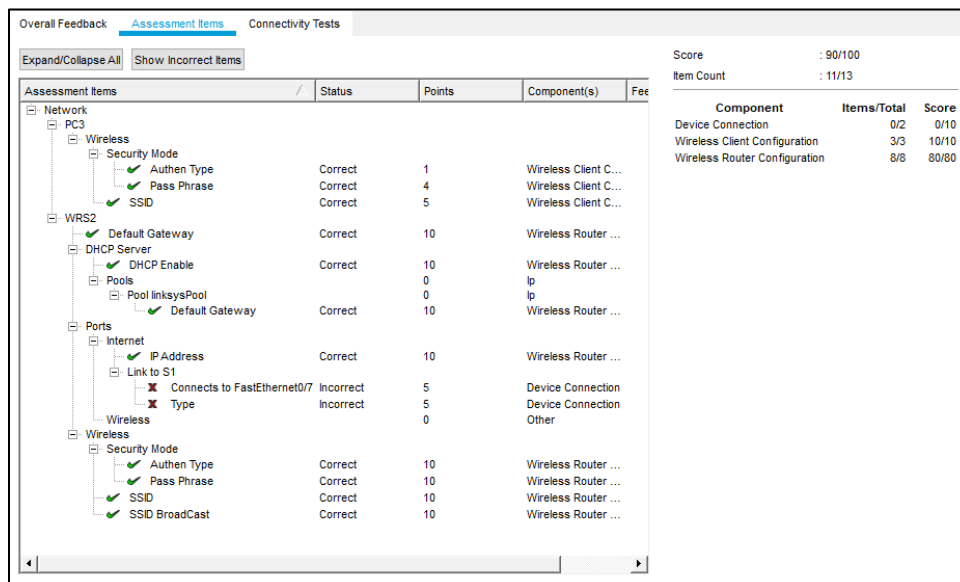 Overall Feedback Assessment Items Connectivity Tests
Expand/Collapse All Show Incorrect Items
Assessment Items Status Points Component(s) Fee
Network
PC3
Wireless
Security Mode
Authen Type Correct 1 Wireless Client C...
Pass Phrase Correct 4 Wireless Client C...
SSID Correct 5 Wireless Client C...
WRS2
Default Gateway Correct 10 Wireless Router ...
DHCP Server
DHCP Enable Correct 10 Wireless Router ...
Pools 0 Ip
Pool linksysPool 0 Ip
Default Gateway Correct 10 Wireless Router ...
Ports
Internet
IP Address Correct 10 Wireless Router ...
Link to S1
Connects to FastEthernet0/7 Incorrect 5 Device Connection
Type Incorrect 5 Device Connection
Wireless 0 Other
Wireless
Security Mode
Authen Type Correct 10 Wireless Router ...
Pass Phrase Correct 10 Wireless Router ...
SSID Correct 10 Wireless Router ...
SSID BroadCast Correct 10 Wireless Router ...
Score : 90/100
Item Count : 11/13
Component Items/Total Score
Device Connection 0/2 0/10
Wireless Client Configuration 3/3 10/10
Wireless Router Configuration 8/8 80/80